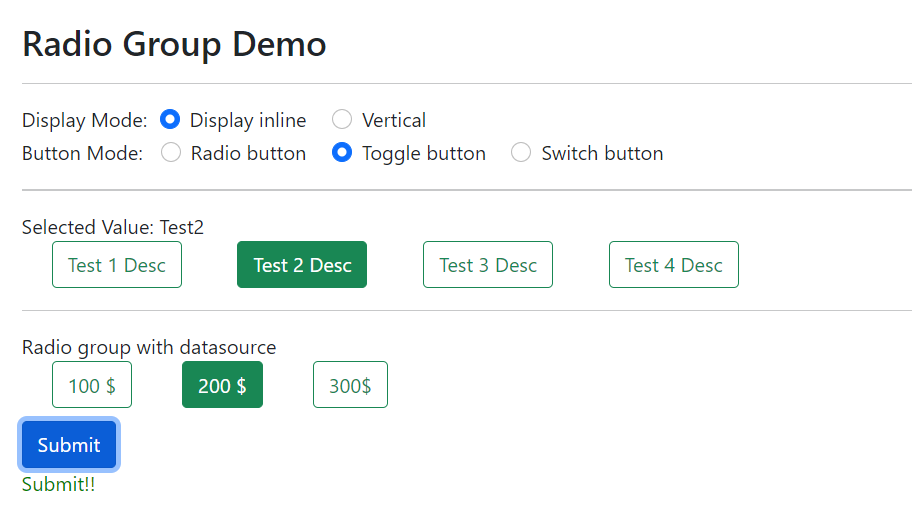 Radio Group Demo
Display Mode: Display inline Vertical
Button Mode: Radio button Toggle button Switch button
Selected Value: Test2
Test 1 Desc Test 2 Desc Test 3 Desc Test 4 Desc
Radio group with datasource
100 $ 200 $ 300$
Submit
Submit!!